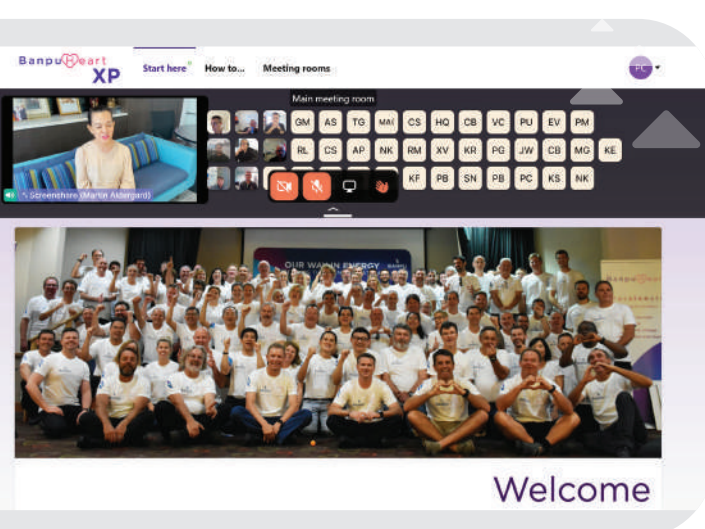 BanpuHeart
XP
Start here
How to...
Meeting rooms
PC
Main meeting room
GM AS TG MAI CS HQ CB VC PU EV PM
RL CS AP NK RM XV KR PG JW CB MG KE
KF PB SN PB PC KS NK
Screenshare (Martin Aldergard)
OUR WAY IN ENERGY
BanpuHeart
Welcome